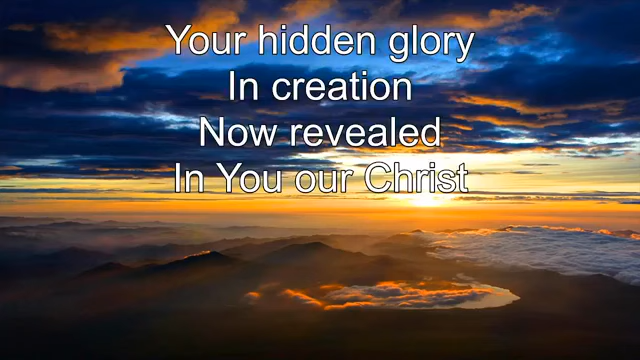 Your hidden glory
In creation
Now revealed
In You our Christ